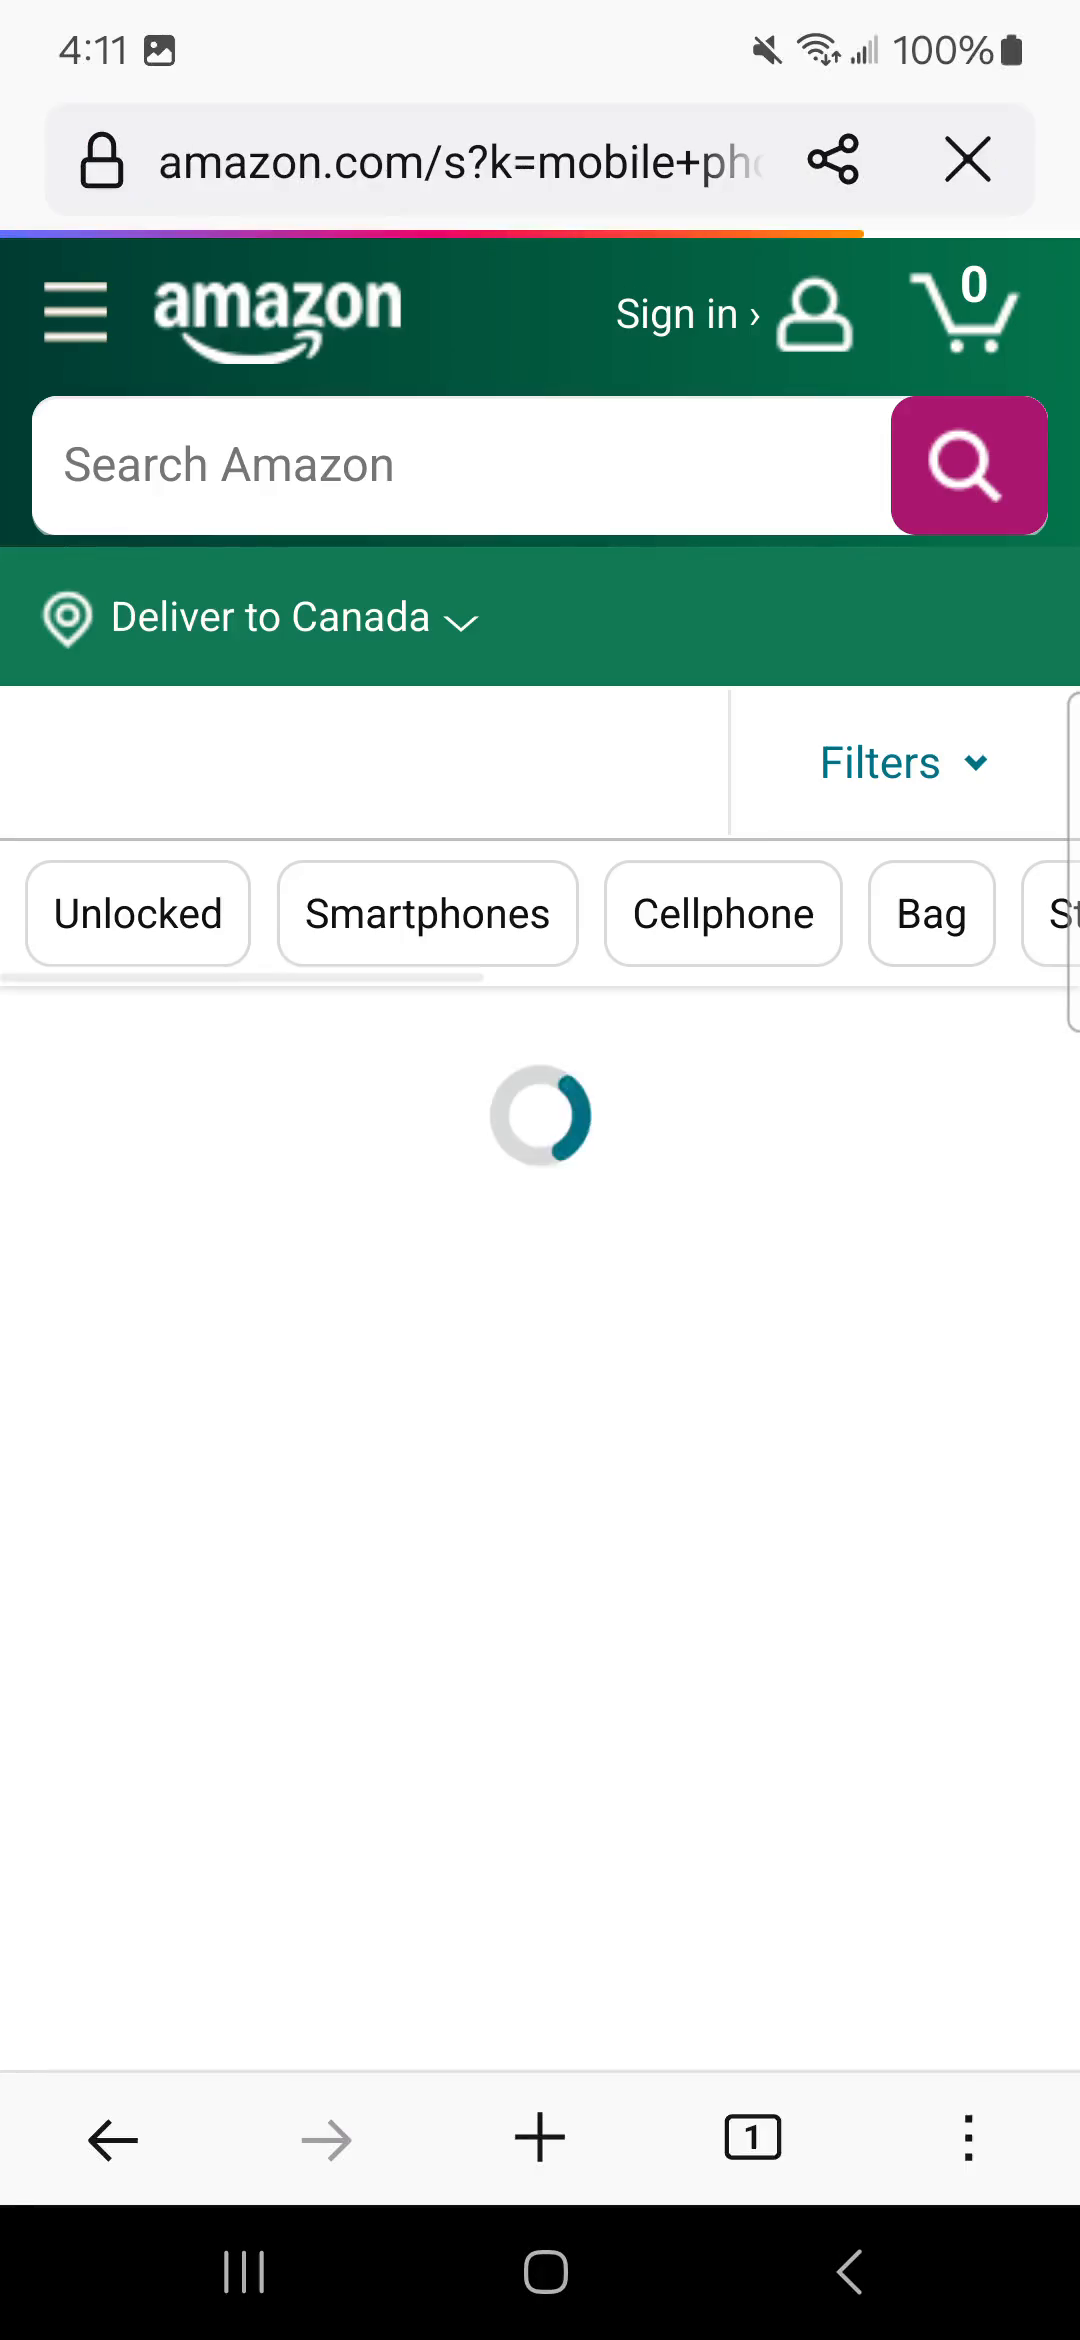 4:11 100%
amazon.com/s?k=mobile+pho
amazon Sign in › 0
Search Amazon
Deliver to Canada
Filters
Unlocked Smartphones Cellphone Bag St
1